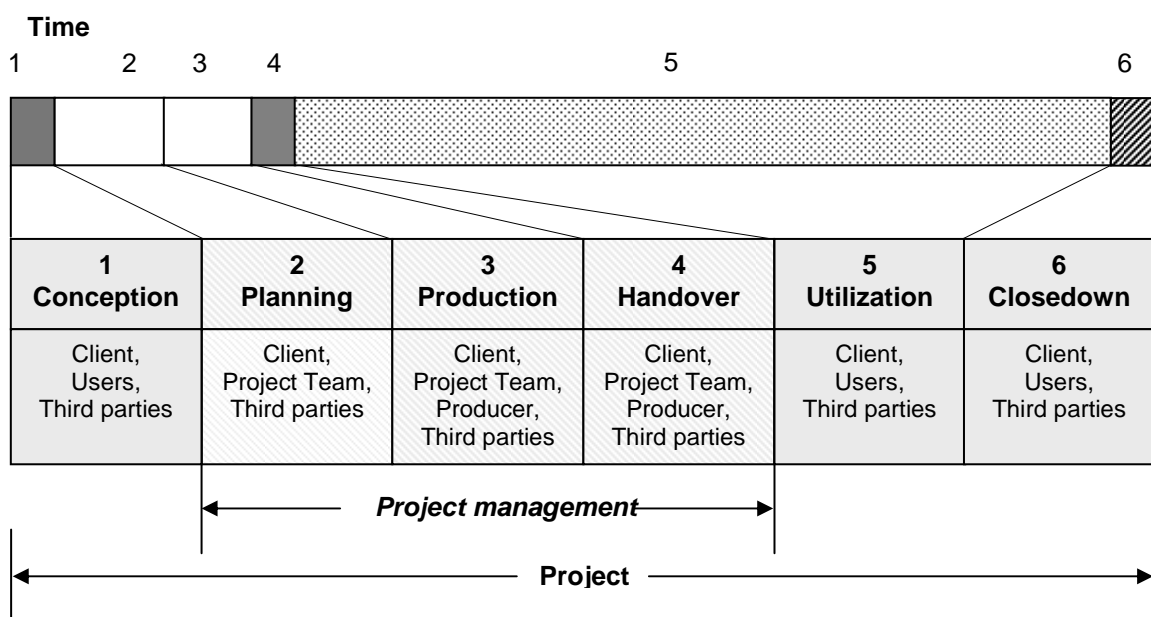 Time
1 2 3 4 5 6
1 2 3 4 5 6
Conception Planning Production Handover Utilization Closedown
Client, Client, Client, Client, Client, Client,
Users, Project Team, Project Team, Project Team, Users, Users,
Third parties Third parties Producer, Producer, Third parties Third parties
Third parties Third parties
Project management
Project